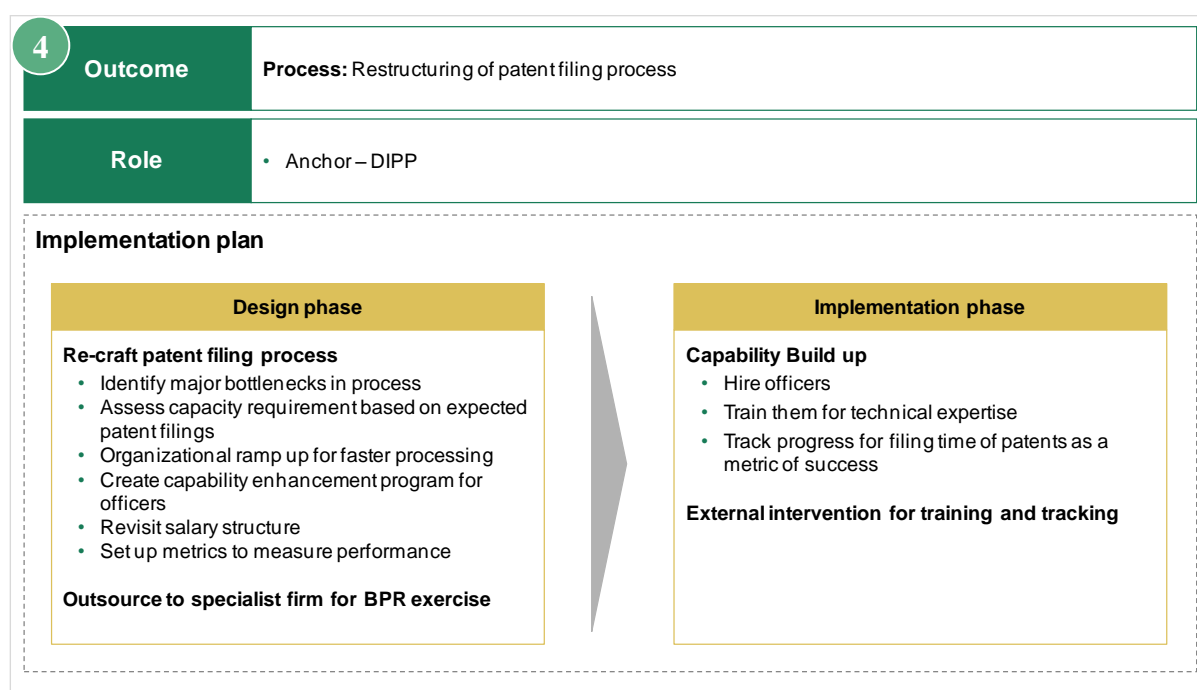 4
Outcome
Process: Restructuring of patent filing process
Role
• Anchor – DIPP
Implementation plan
Design phase
Re-craft patent filing process
• Identify major bottlenecks in process
• Assess capacity requirement based on expected
patent filings
• Organizational ramp up for faster processing
• Create capability enhancement program for
officers
• Revisit salary structure
• Set up metrics to measure performance
Outsource to specialist firm for BPR exercise
Implementation phase
Capability Build up
• Hire officers
• Train them for technical expertise
• Track progress for filing time of patents as a
metric of success
External intervention for training and tracking